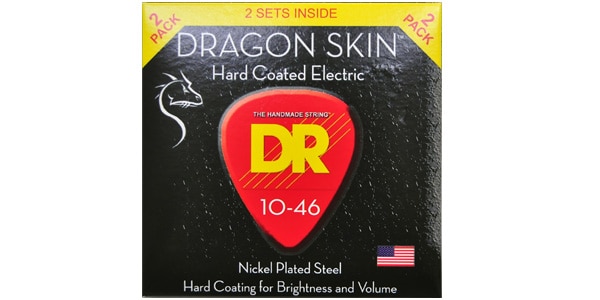 2 PACK
2 SETS INSIDE
2 PACK
DRAGON SKIN™
Hard Coated Electric™
THE HANDMADE STRING™
DR
10-46
Nickel Plated Steel
Hard Coating for Brightness and Volume